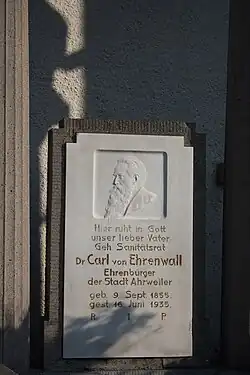 Hier ruht in Gott
unser lieber Vater
Geh. Sanitätsrat
Dr Carl von Ehrenwall
Ehrenbürger
der Stadt Ahrweiler
geb. 9 Sept. 1855
gest. 16. Juni 1935
R I P